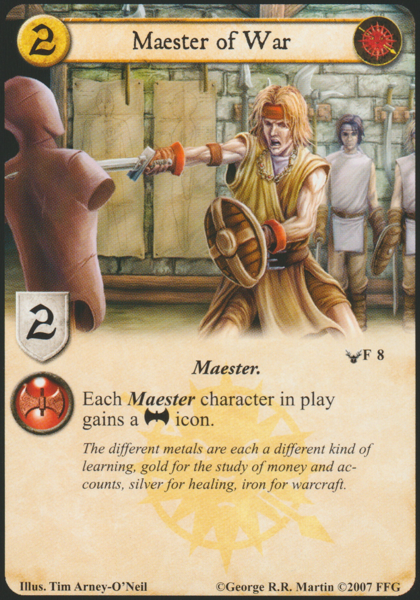 2
Maester of War
2
Maester.
F 8
Each Maester character in play
gains a icon.
The different metals are each a different kind of
learning, gold for the study of money and ac-
counts, silver for healing, iron for warcraft.
Illus. Tim Arney-O'Neil
©George R.R. Martin ©2007 FFG